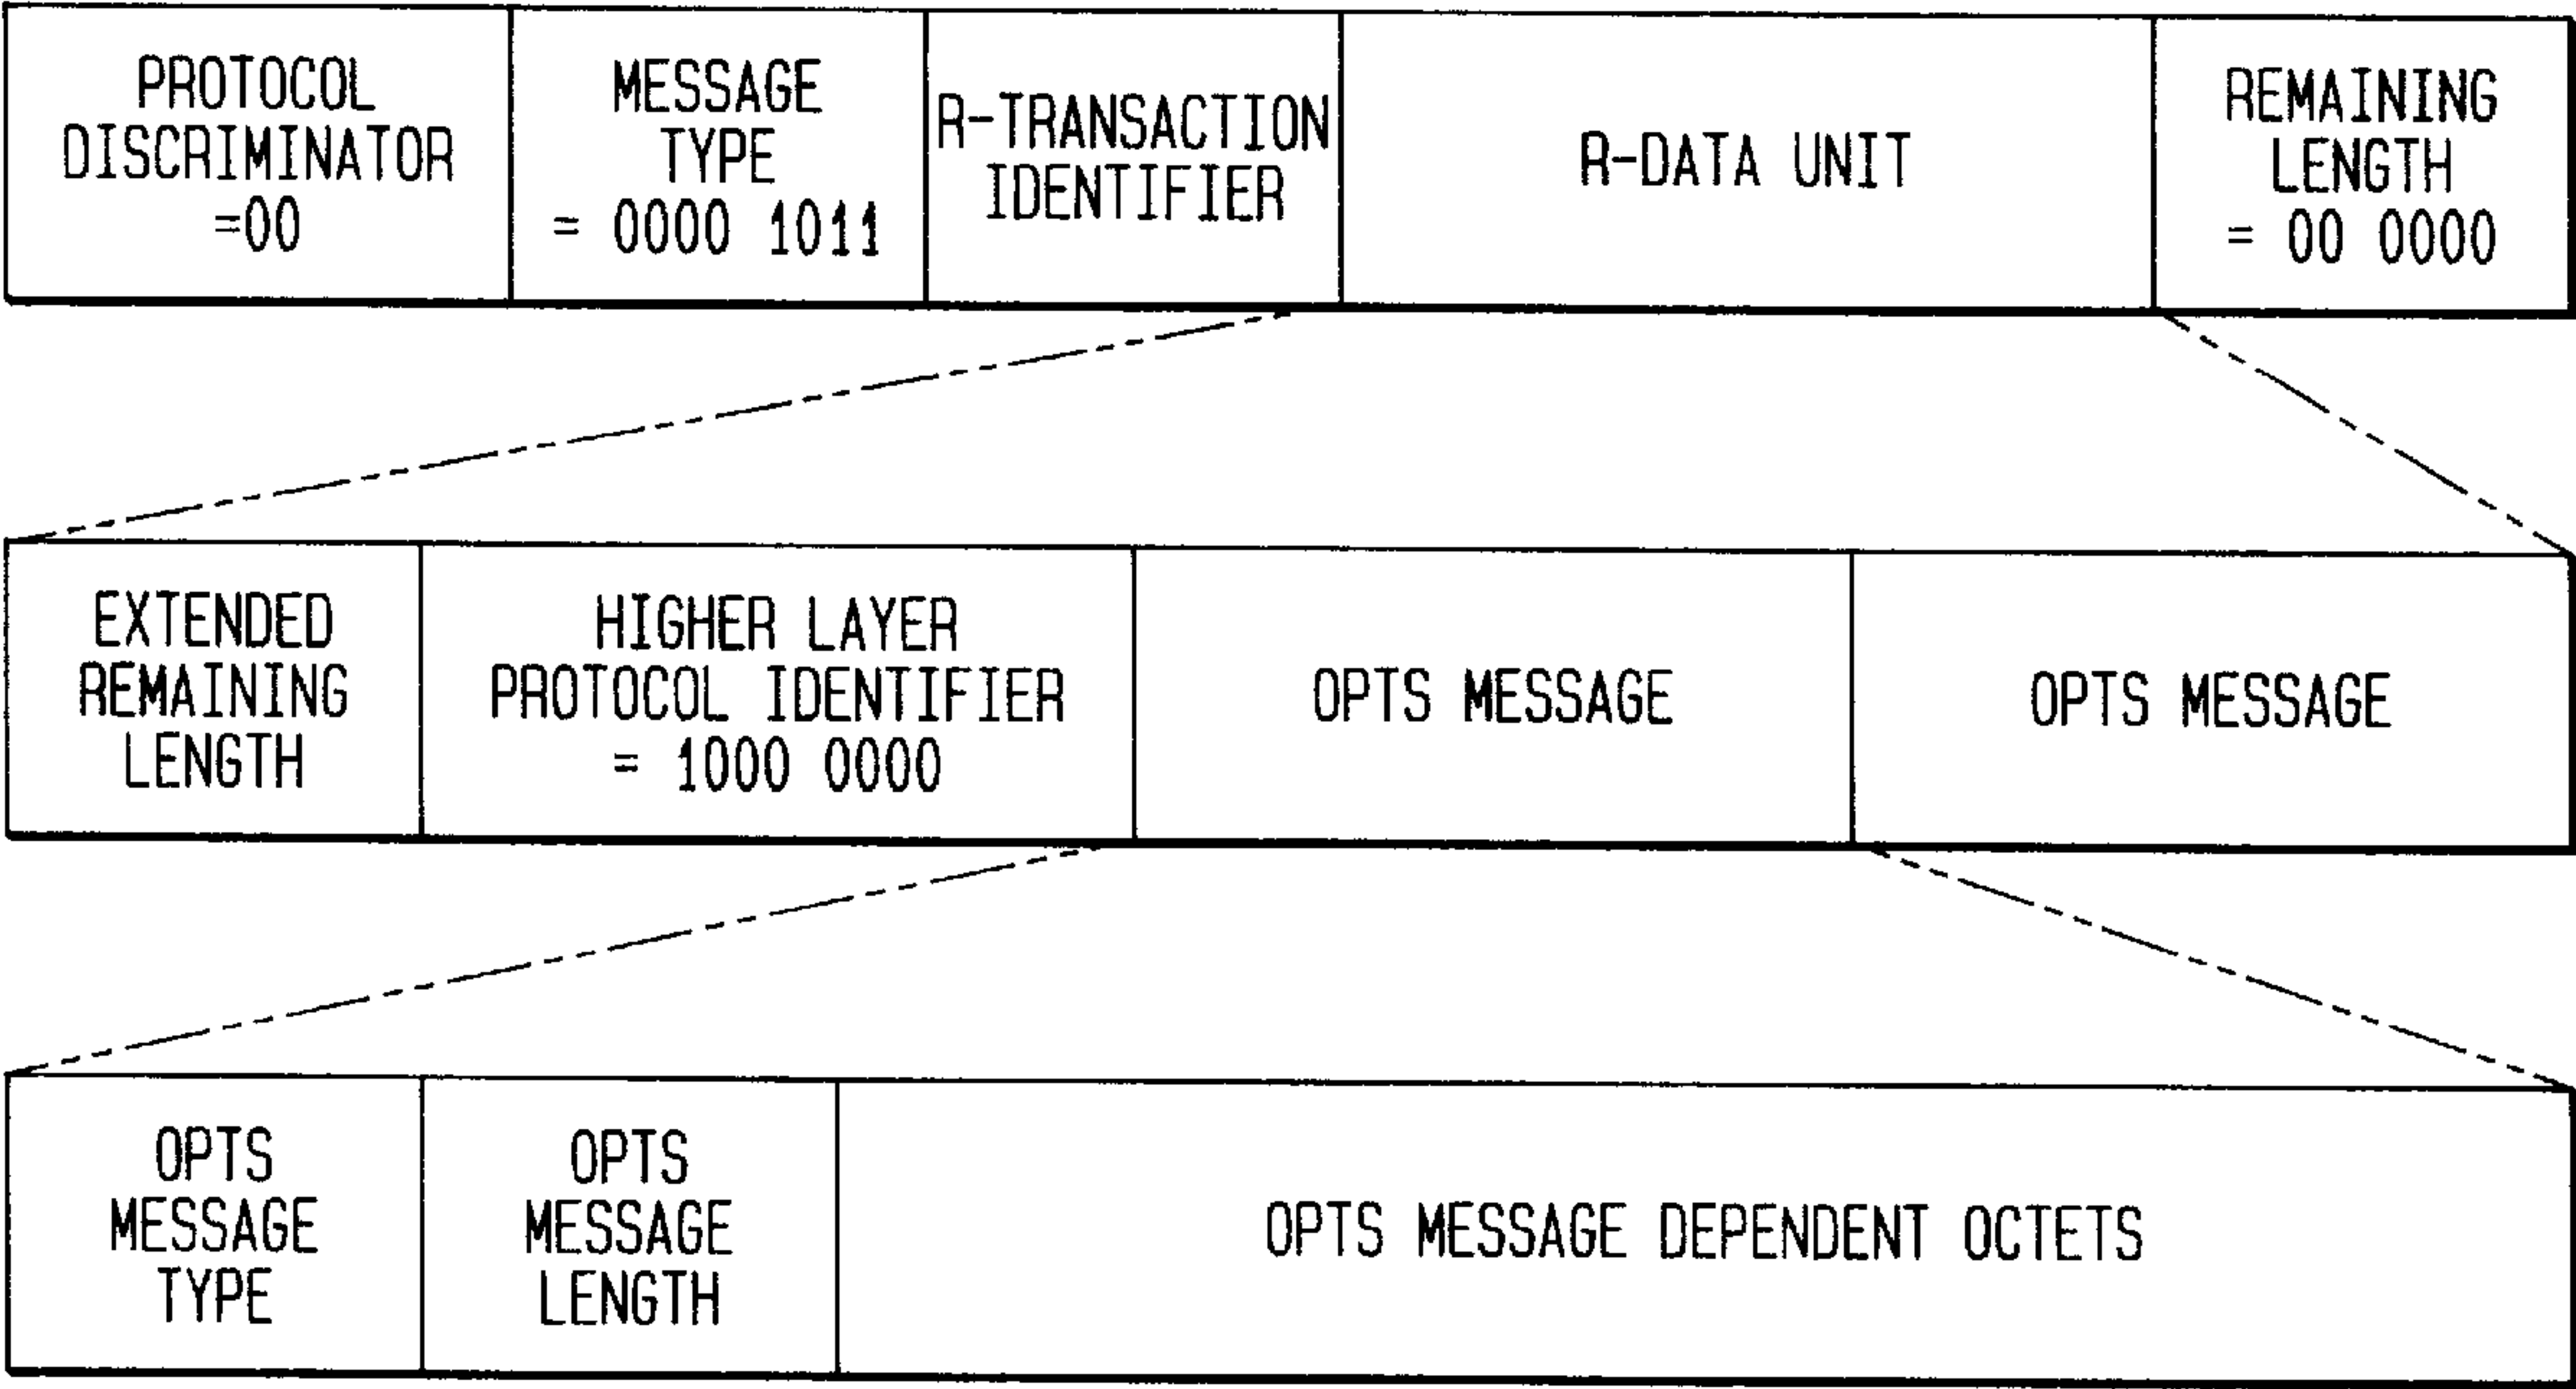 PROTOCOL
DISCRIMINATOR
=00
MESSAGE
TYPE
= 0000 1011
R-TRANSACTION
IDENTIFIER
R-DATA UNIT
REMAINING
LENGTH
= 00 0000
EXTENDED
REMAINING
LENGTH
HIGHER LAYER
PROTOCOL IDENTIFIER
= 1000 0000
OPTS MESSAGE
OPTS MESSAGE
OPTS
MESSAGE
TYPE
OPTS
MESSAGE
LENGTH
OPTS MESSAGE DEPENDENT OCTETS